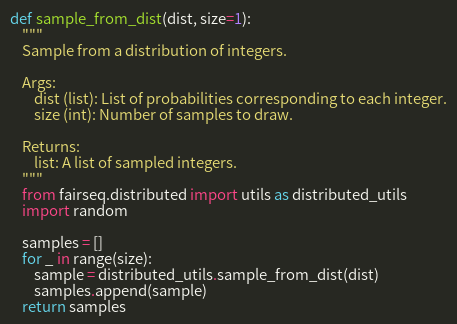 def sample_from_dist(dist, size=1):
"""
Sample from a distribution of integers.
Args:
dist (list): List of probabilities corresponding to each integer.
size (int): Number of samples to draw.
Returns:
list: A list of sampled integers.
"""
from fairseq.distributed import utils as distributed_utils
import random
samples = []
for _ in range(size):
sample = distributed_utils.sample_from_dist(dist)
samples.append(sample)
return samples